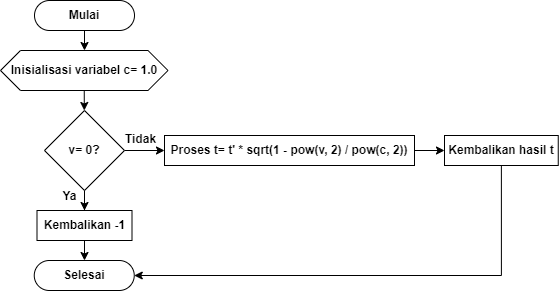 Mulai
Inisialisasi variabel c= 1.0
v= 0?
Tidak
Proses t= t' * sqrt(1 - pow(v, 2) / pow(c, 2))
Kembalikan hasil t
Ya
Kembalikan -1
Selesai